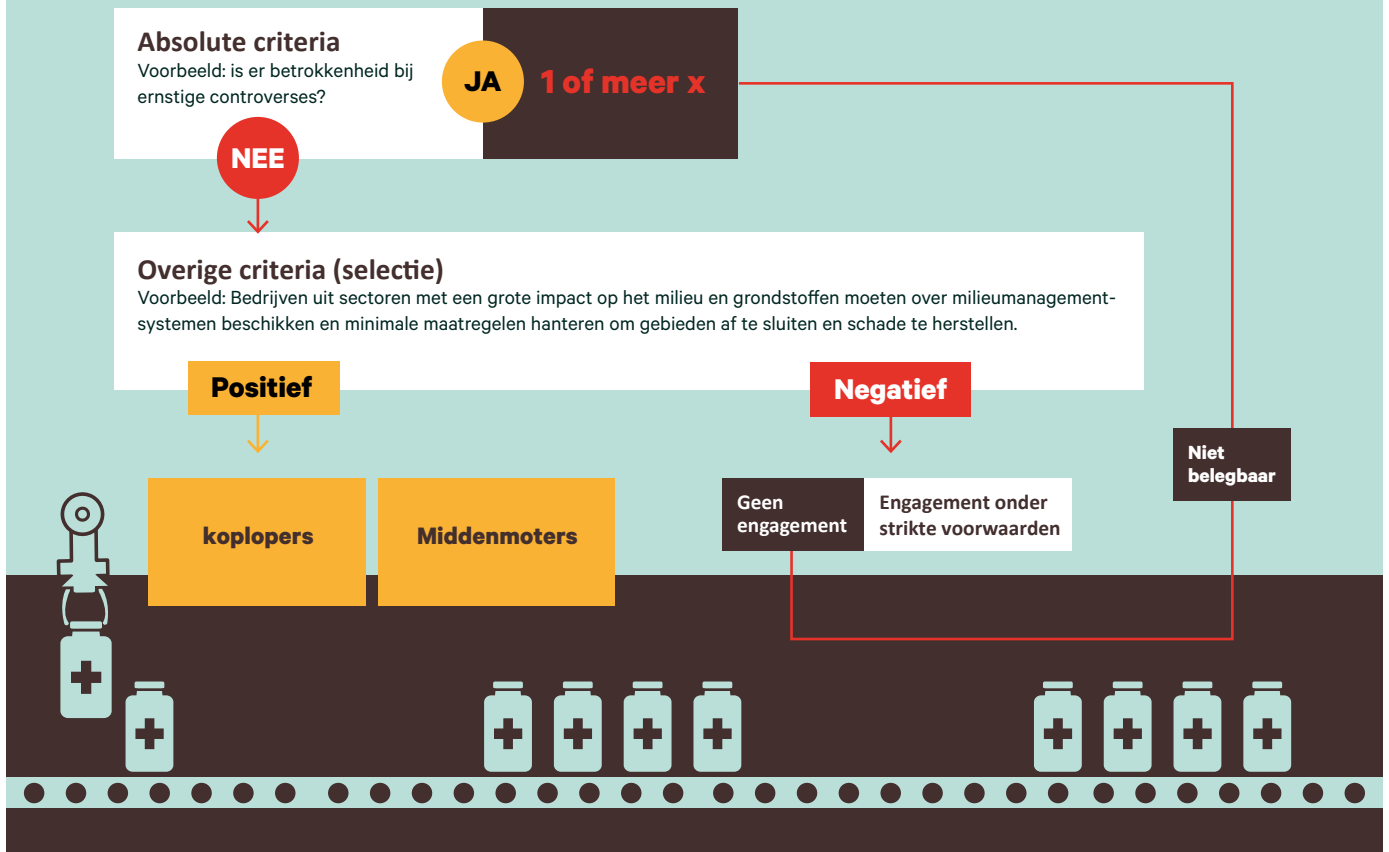 Absolute criteria
Voorbeeld: is er betrokkenheid bij
ernstige controverses?
JA
1 of meer x
NEE
Overige criteria (selectie)
Voorbeeld: Bedrijven uit sectoren met een grote impact op het milieu en grondstoffen moeten over milieumanagement-
systemen beschikken en minimale maatregelen hanteren om gebieden af te sluiten en schade te herstellen.
Positief
Negatief
Niet
belegbaar
koplopers
Middenmoters
Geen
engagement
Engagement onder
strikte voorwaarden